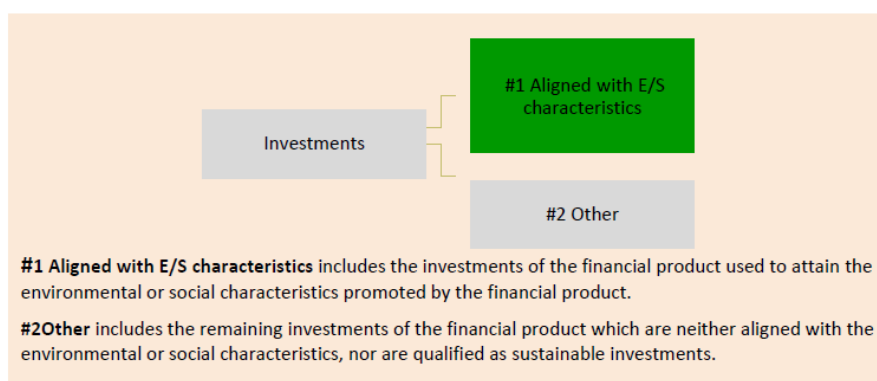 #1 Aligned with E/S
characteristics
Investments
#2 Other
#1 Aligned with E/S characteristics includes the investments of the financial product used to attain the
environmental or social characteristics promoted by the financial product.
#2Other includes the remaining investments of the financial product which are neither aligned with the
environmental or social characteristics, nor are qualified as sustainable investments.